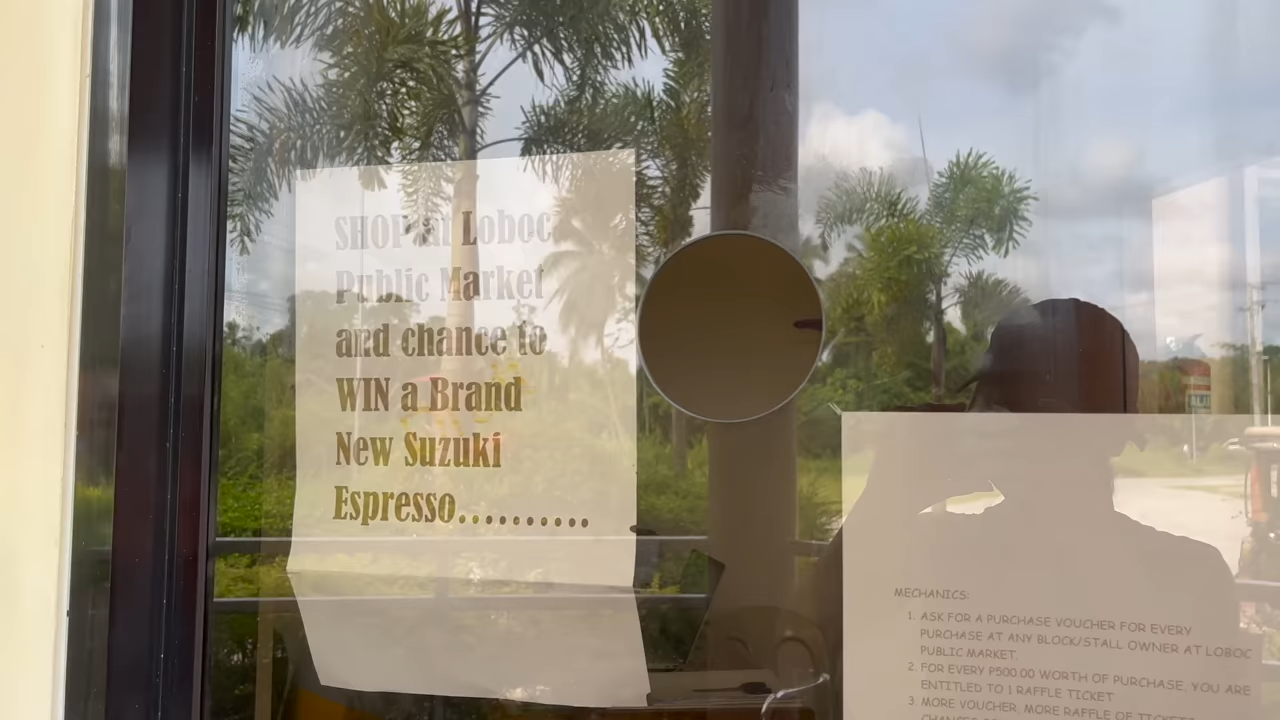 SHOP at Loboc
Public Market
and chance to
WIN a Brand
New Suzuki
Espresso..........
MECHANICS:
1. ASK FOR A PURCHASE VOUCHER FOR EVERY
PURCHASE AT ANY BLOCK/STALL OWNER AT LOBOC
PUBLIC MARKET.
2. FOR EVERY P500.00 WORTH OF PURCHASE, YOU ARE
ENTITLED TO 1 RAFFLE TICKET
3. MORE VOUCHER, MORE RAFFLE OF TICKET